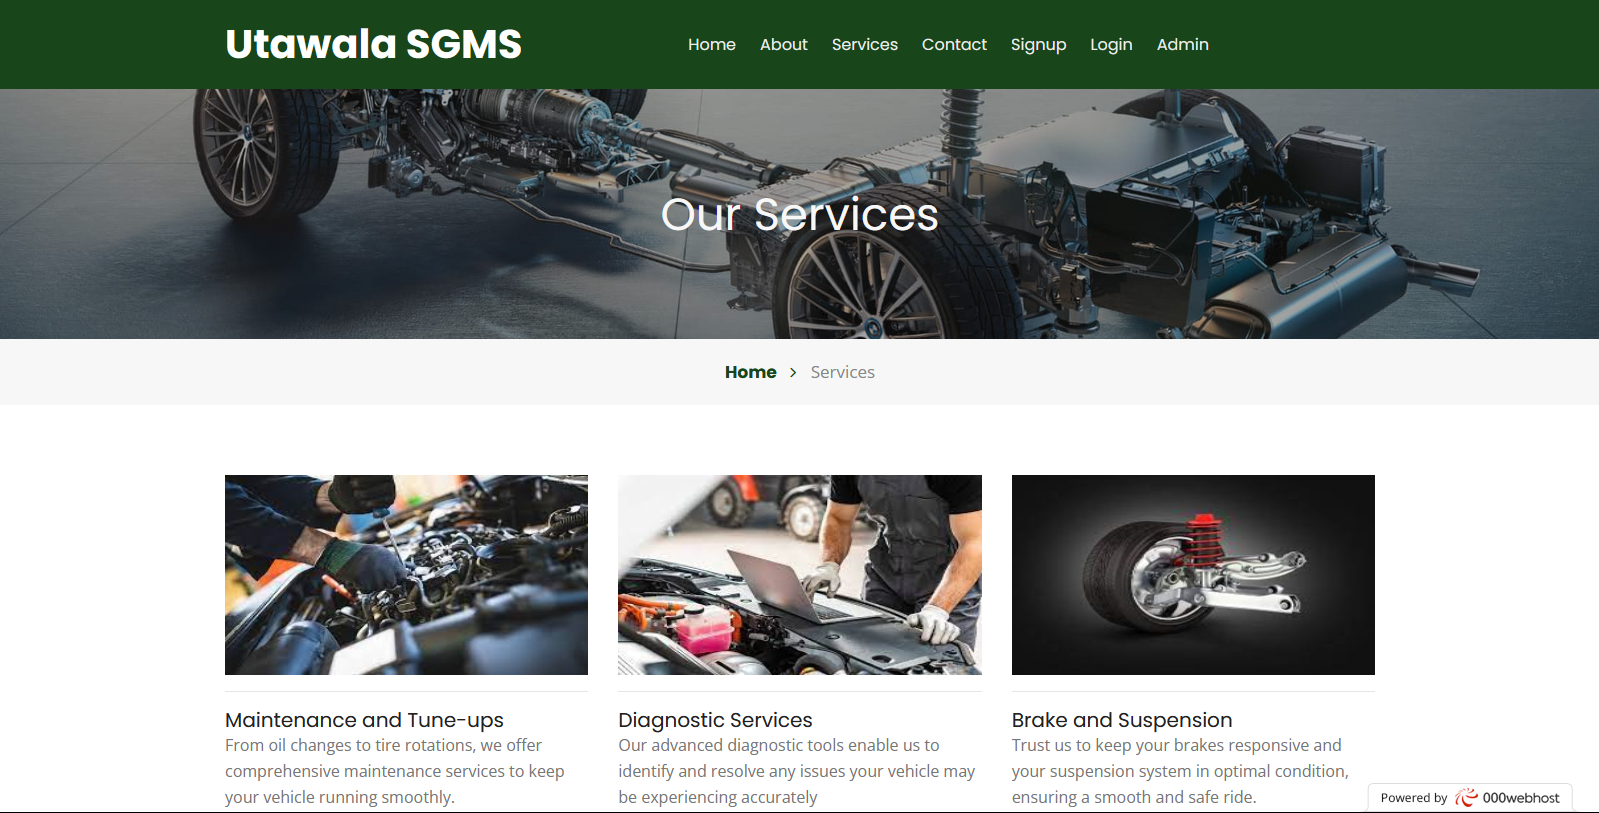 Utawala SGMS
Home About Services Contact Signup Login Admin
Our Services
Home > Services
Maintenance and Tune-ups
From oil changes to tire rotations, we offer
comprehensive maintenance services to keep
your vehicle running smoothly.
Diagnostic Services
Our advanced diagnostic tools enable us to
identify and resolve any issues your vehicle may
be experiencing accurately
Brake and Suspension
Trust us to keep your brakes responsive and
your suspension system in optimal condition,
ensuring a smooth and safe ride.
Powered by 000webhost